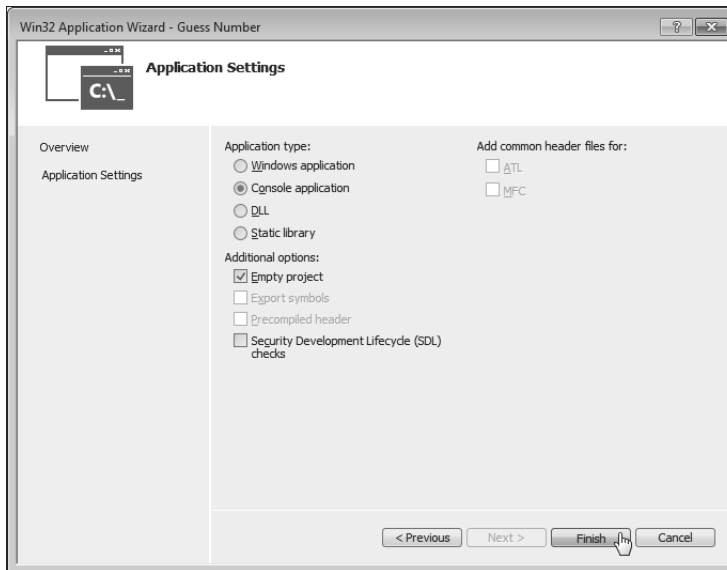 Win32 Application Wizard - Guess Number
?
C:\_
Application Settings
Overview
Application Settings
Application type:
Windows application
Console application
DLL
Static library
Additional options:
Empty project
Export symbols
Precompiled header
Security Development Lifecycle (SDL)
checks
Add common header files for:
ATL
MFC
< Previous
Next >
Finish
Cancel